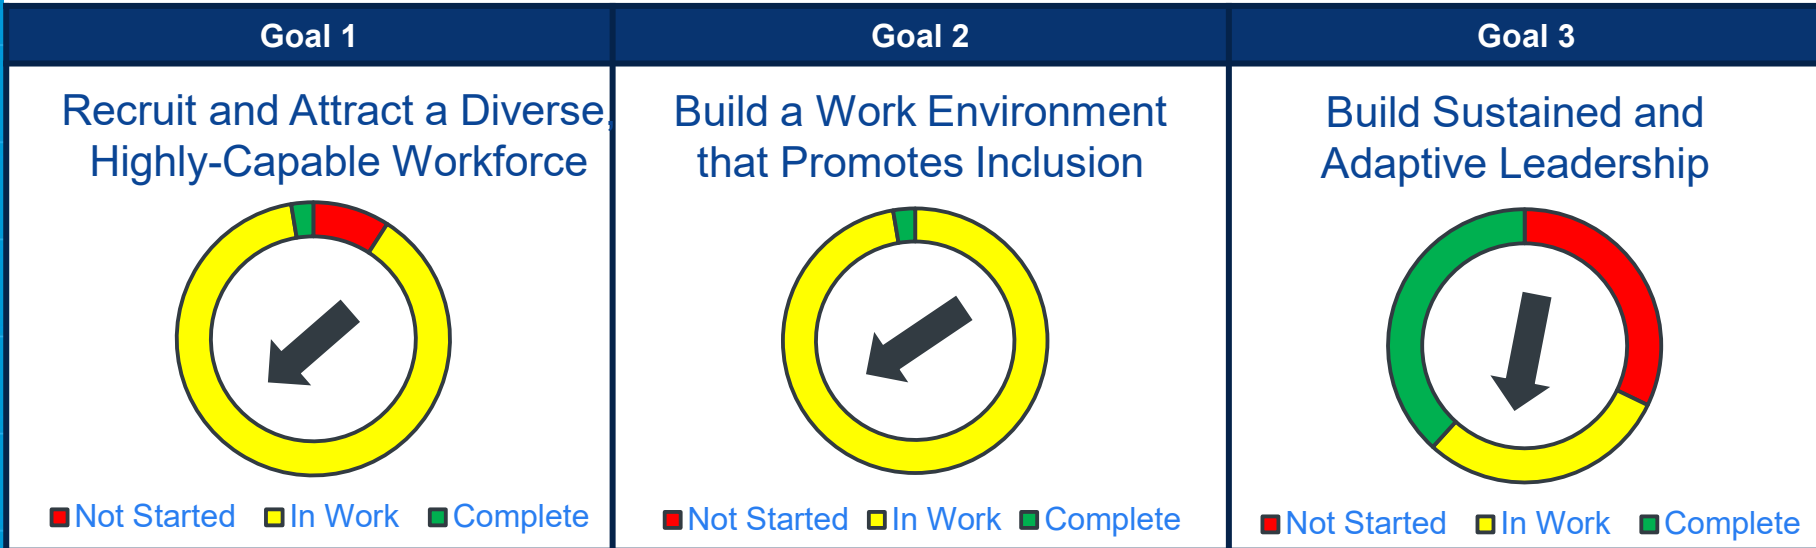 Goal 1
Recruit and Attract a Diverse,
Highly-Capable Workforce
Not Started In Work Complete
Goal 2
Build a Work Environment
that Promotes Inclusion
Not Started In Work Complete
Goal 3
Build Sustained and
Adaptive Leadership
Not Started In Work Complete